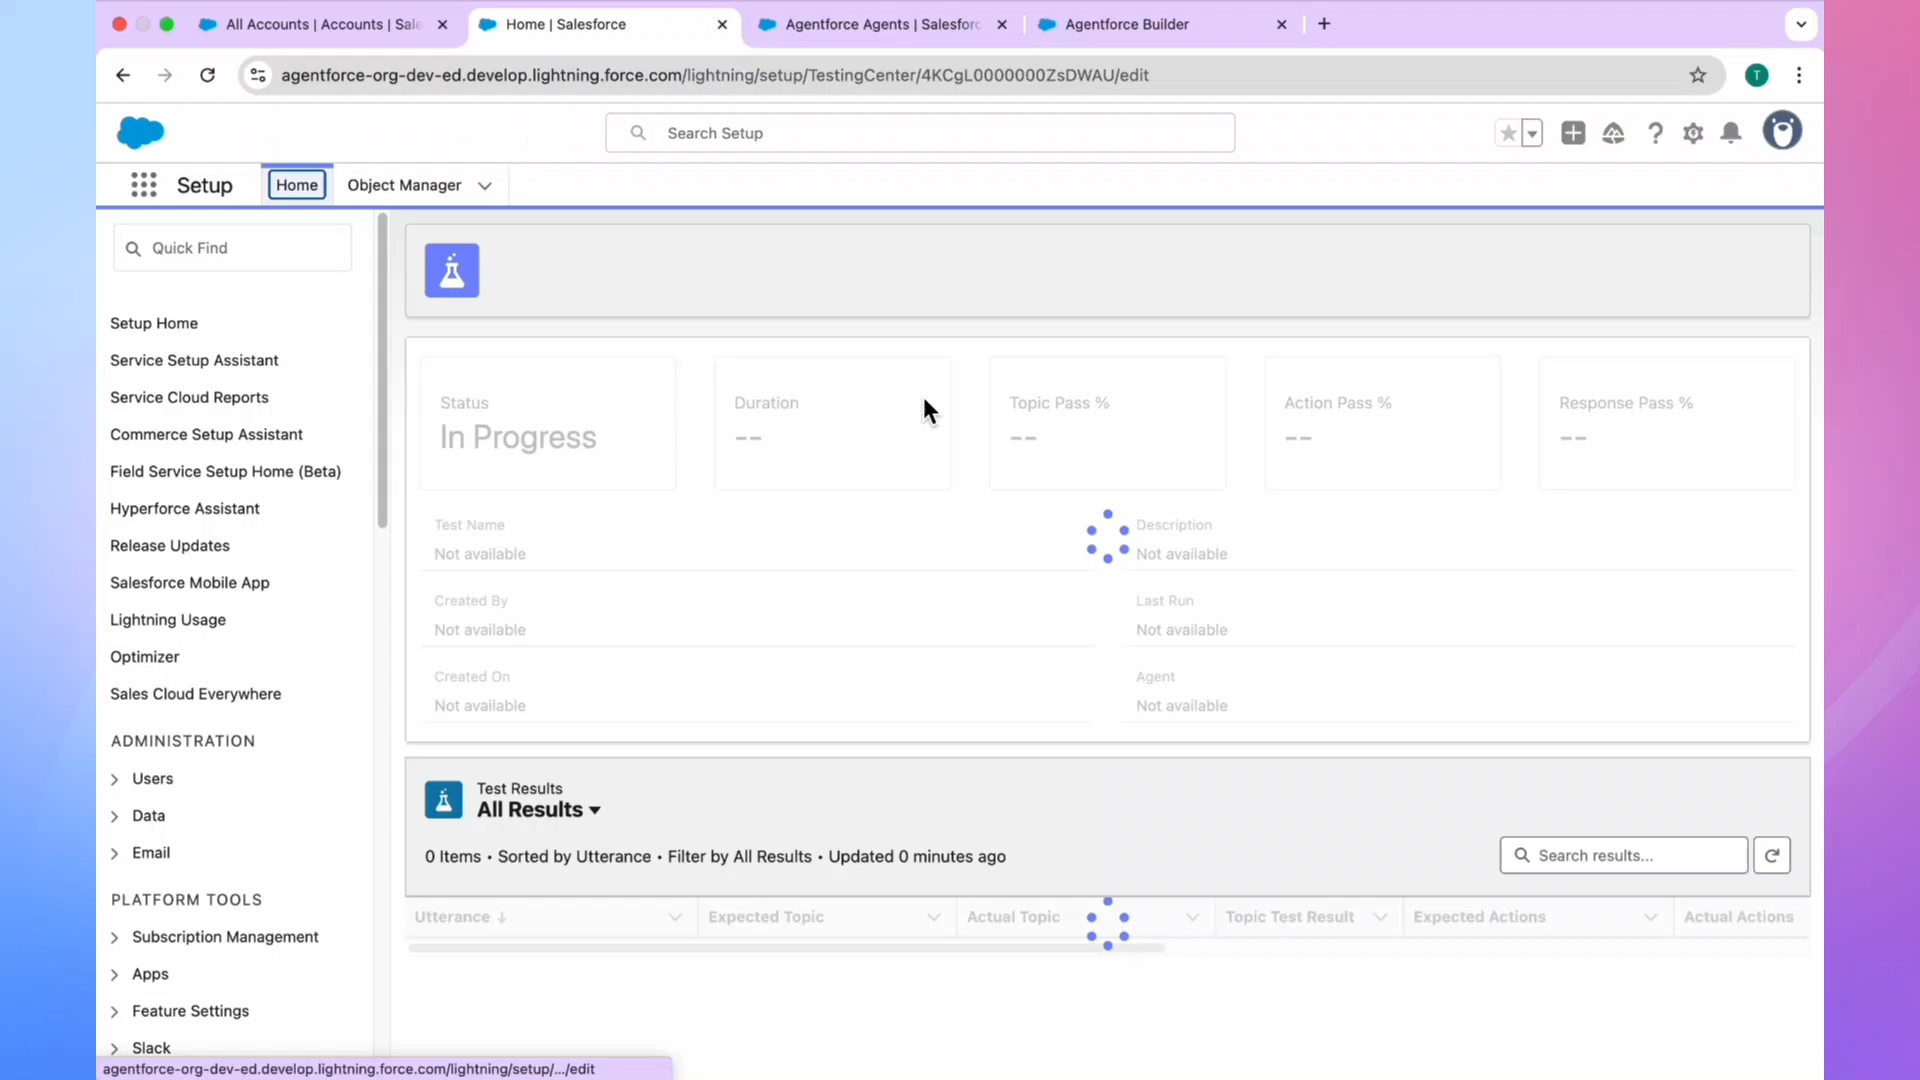 All Accounts | Accounts | Sale
Home | Salesforce
Agentforce Agents | Salesforc
Agentforce Builder
agentforce-org-dev-ed.develop.lightning.force.com/lightning/setup/TestingCenter/4KCgL0000000ZsDWAU/edit
T
Search Setup
Setup
Home
Object Manager
Quick Find
Setup Home
Service Setup Assistant
Service Cloud Reports
Commerce Setup Assistant
Field Service Setup Home (Beta)
Hyperforce Assistant
Release Updates
Salesforce Mobile App
Lightning Usage
Optimizer
Sales Cloud Everywhere
ADMINISTRATION
Users
Data
Email
PLATFORM TOOLS
Subscription Management
Apps
Feature Settings
Slack
Status
In Progress
Duration
--
Topic Pass %
--
Action Pass %
--
Response Pass %
--
Test Name
Not available
Description
Not available
Created By
Not available
Last Run
Not available
Created On
Not available
Agent
Not available
Test Results
All Results
0 Items • Sorted by Utterance • Filter by All Results • Updated 0 minutes ago
Search results...
Utterance
Expected Topic
Actual Topic
Topic Test Result
Expected Actions
Actual Actions
agentforce-org-dev-ed.develop.lightning.force.com/lightning/setup/.../edit